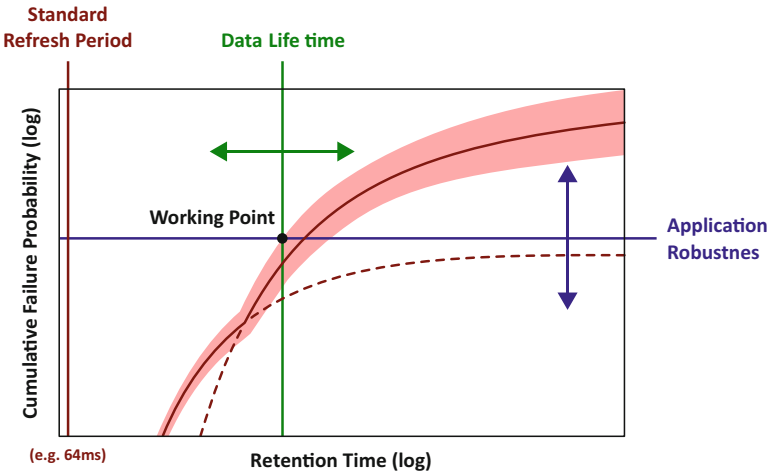 Standard
Refresh Period
Data Life time
Cumulative Failure Probability (log)
Working Point
Application
Robustnes
(e.g. 64ms)
Retention Time (log)